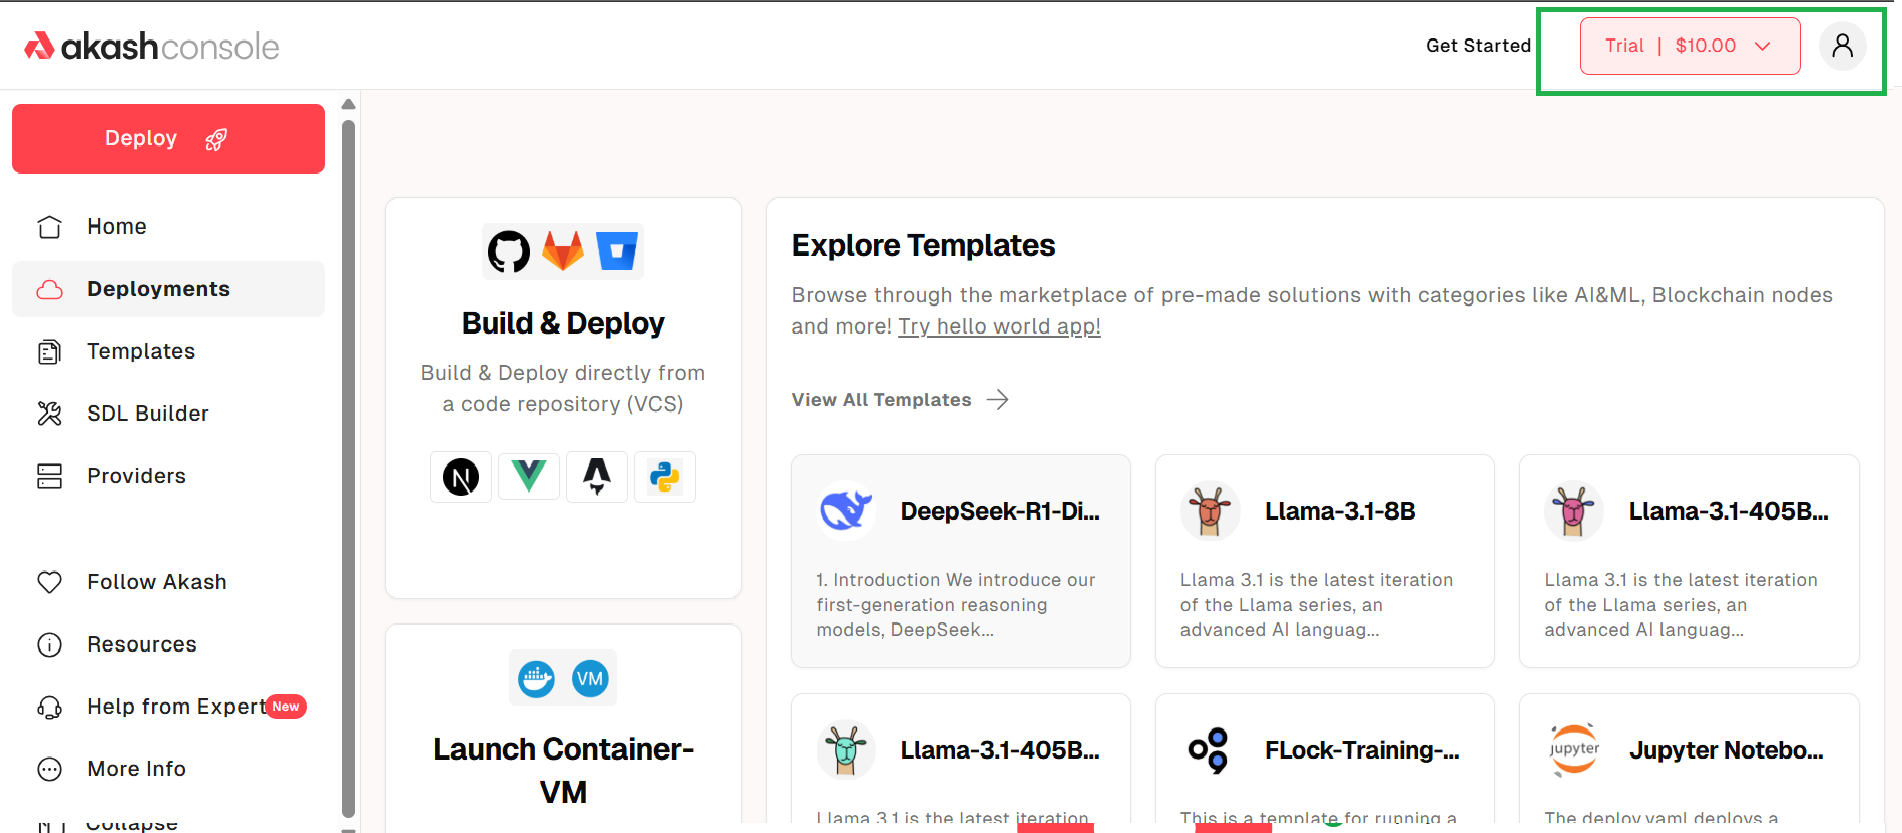 akashconsole
Get Started
Trial | $10.00
Deploy
Home
Deployments
Templates
SDL Builder
Providers
Follow Akash
Resources
Help from Expert New
More Info
Collapse
Build & Deploy
Build & Deploy directly from
a code repository (VCS)
N
VM
Launch Container-
VM
Explore Templates
Browse through the marketplace of pre-made solutions with categories like AI&ML, Blockchain nodes
and more! Try hello world app!
View All Templates
DeepSeek-R1-Di...
1. Introduction We introduce our
first-generation reasoning
models, DeepSeek...
Llama-3.1-8B
Llama 3.1 is the latest iteration
of the Llama series, an
advanced AI languag...
Llama-3.1-405B...
Llama 3.1 is the latest iteration
of the Llama series, an
advanced AI languag...
Llama-3.1-405B...
Llama 3.1 is the latest iteration
FLock-Training-...
This is a template for running a
jupyter
Jupyter Notebo...
The deploy.yaml deploys a